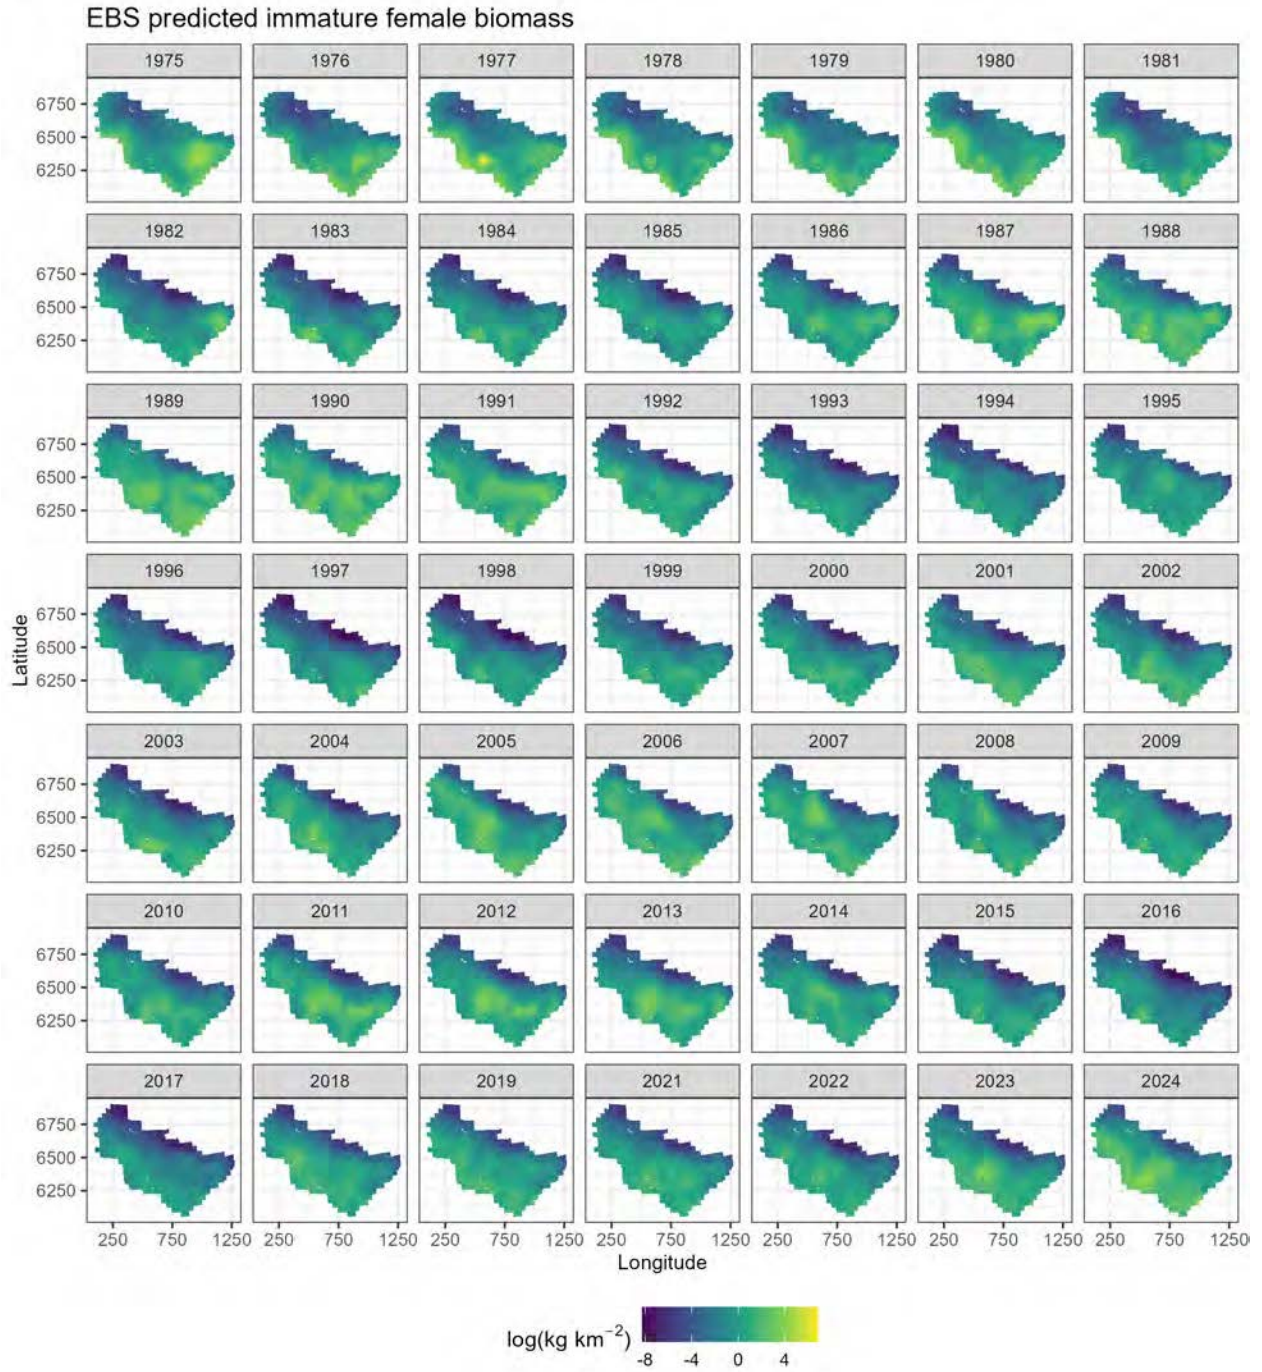 EBS predicted immature female biomass
1975 1976 1977 1978 1979 1980 1981
6750
6500
6250
1982 1983 1984 1985 1986 1987 1988
6750
6500
6250
1989 1990 1991 1992 1993 1994 1995
6750
6500
6250
1996 1997 1998 1999 2000 2001 2002
6750
6500
6250
Latitude
2003 2004 2005 2006 2007 2008 2009
6750
6500
6250
2010 2011 2012 2013 2014 2015 2016
6750
6500
6250
2017 2018 2019 2021 2022 2023 2024
6750
6500
6250
250 750 1250 250 750 1250 250 750 1250 250 750 1250 250 750 1250 250 750 1250 250 750 1250
Longitude
log(kg km⁻²)
-8 -4 0 4